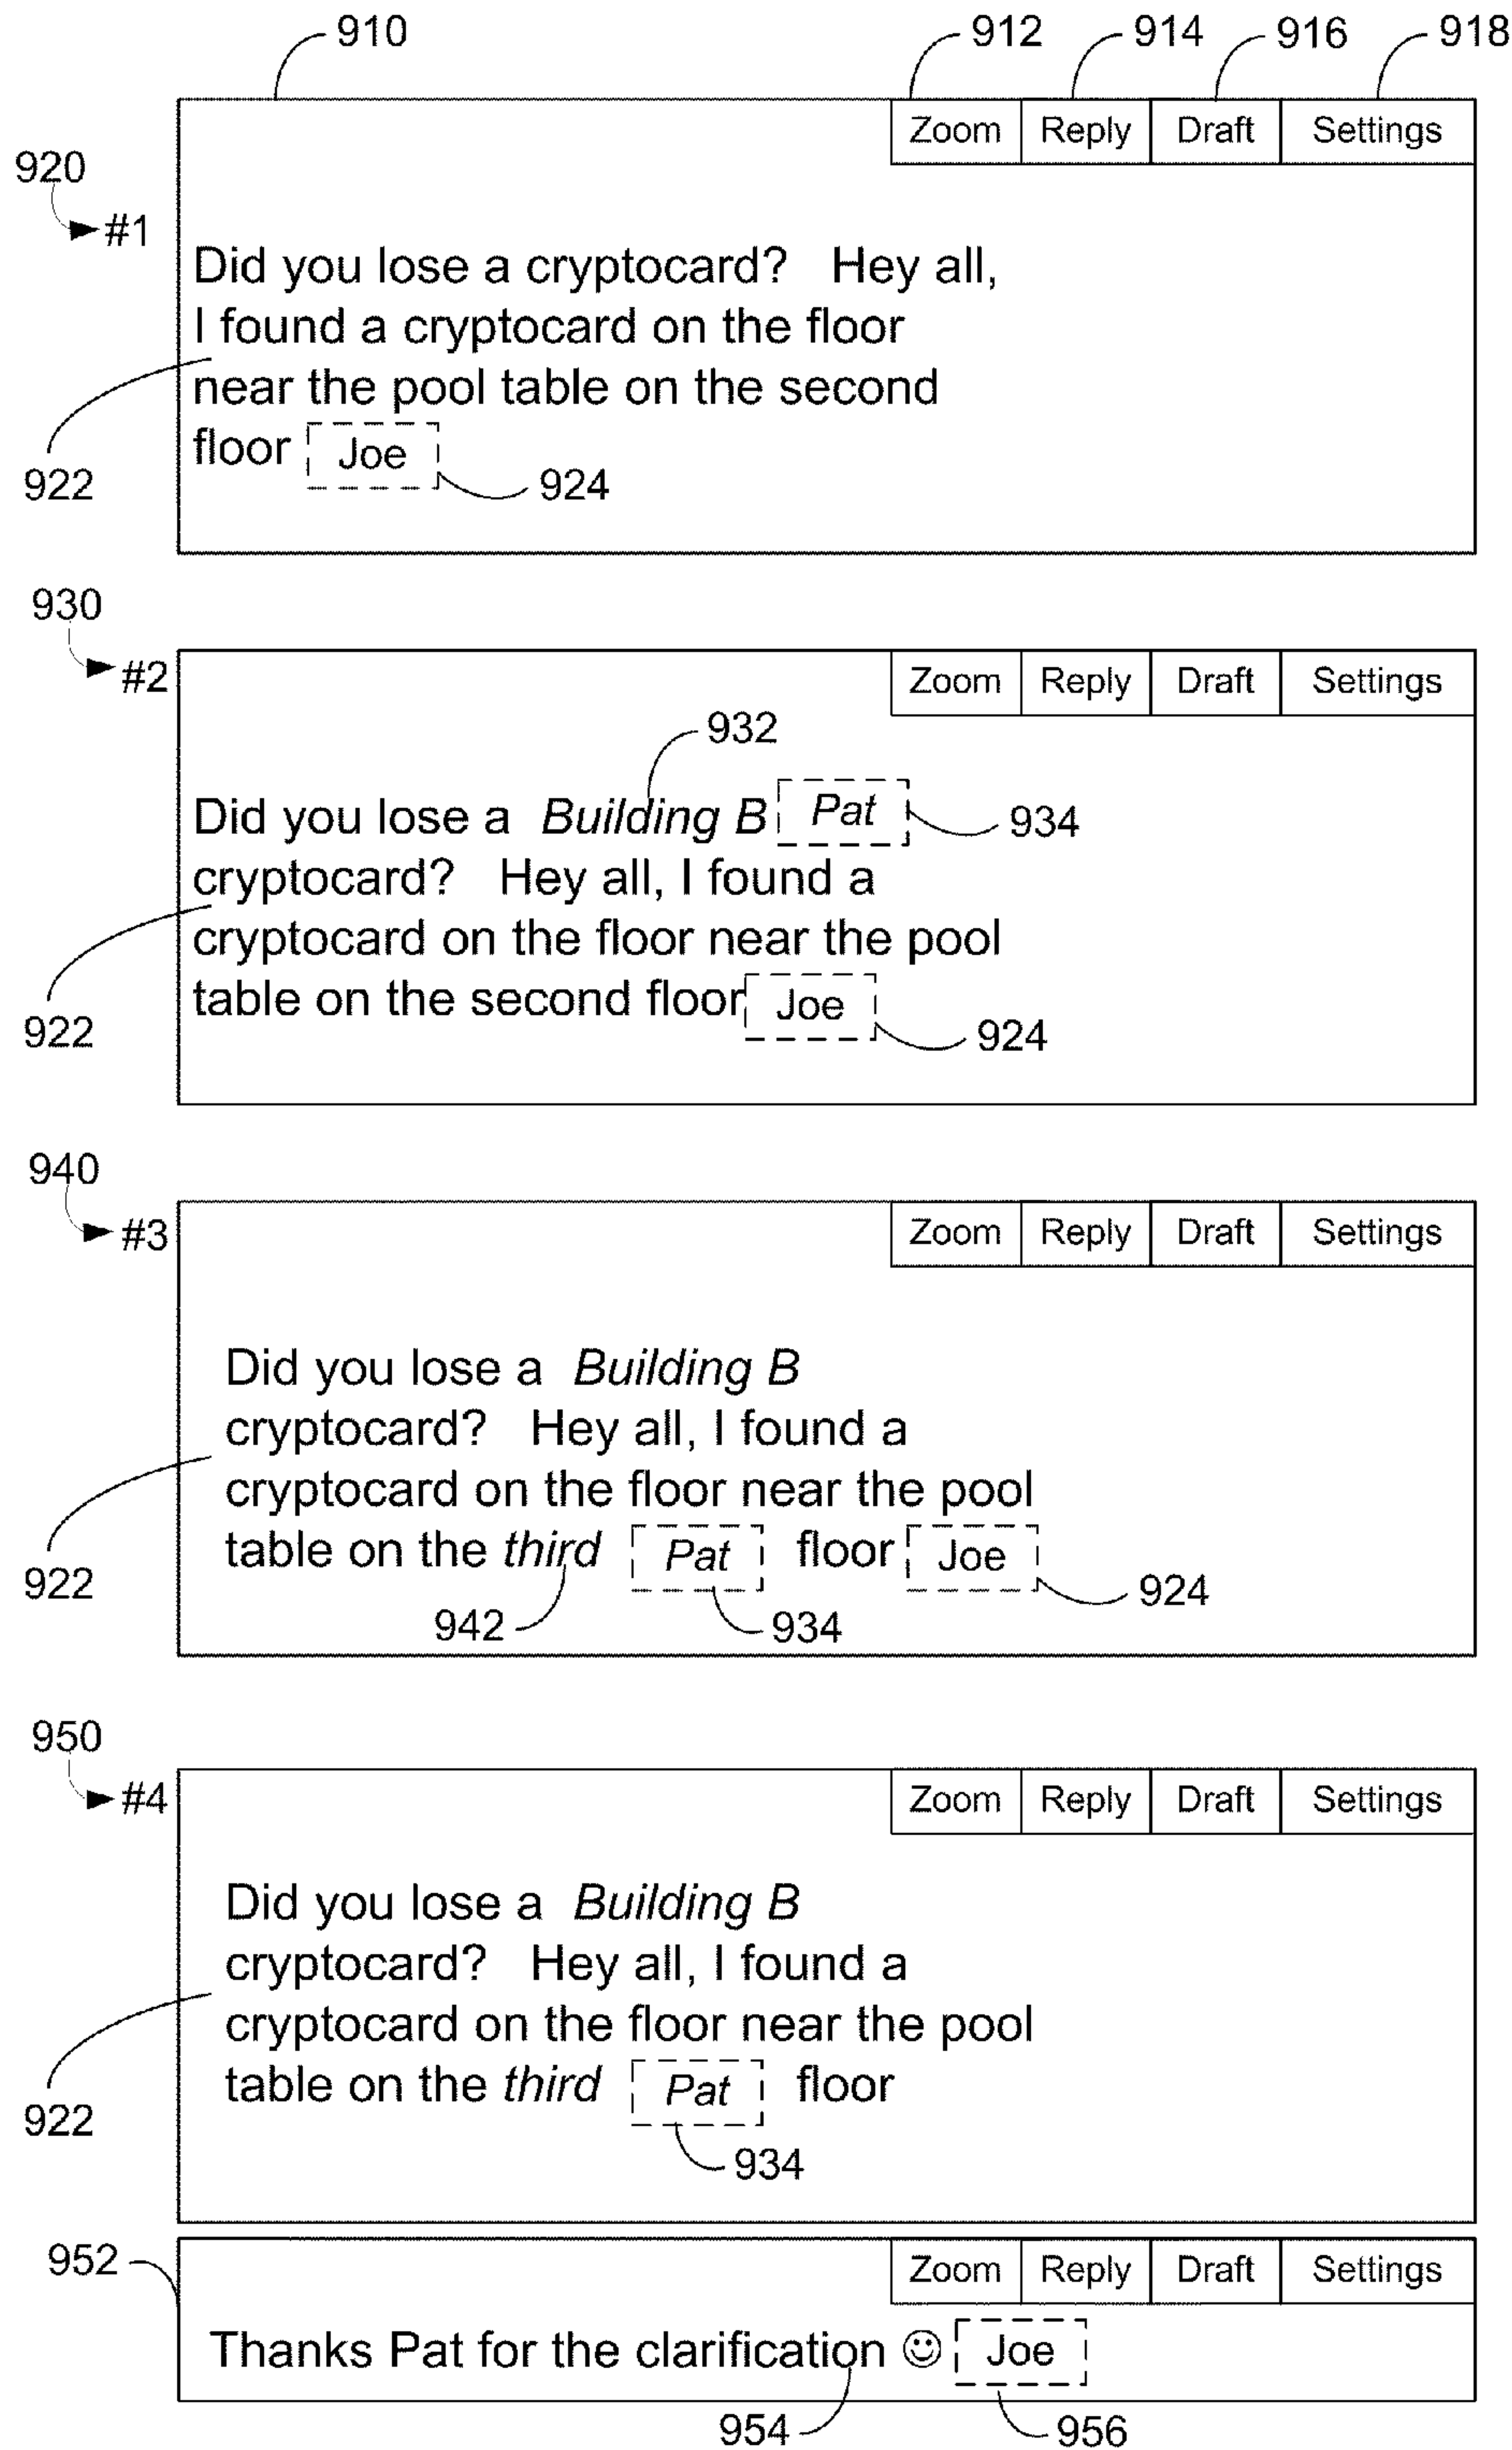 910 912 914 916 918
Zoom Reply Draft Settings
920
#1
Did you lose a cryptocard? Hey all,
I found a cryptocard on the floor
near the pool table on the second
floor Joe
922 924
930
#2 Zoom Reply Draft Settings
932
Did you lose a Building B Pat 934
cryptocard? Hey all, I found a
cryptocard on the floor near the pool
table on the second floor Joe
922 924
940
#3 Zoom Reply Draft Settings
Did you lose a Building B
cryptocard? Hey all, I found a
cryptocard on the floor near the pool
table on the third Pat floor Joe
922 924
942 934
950
#4 Zoom Reply Draft Settings
Did you lose a Building B
cryptocard? Hey all, I found a
cryptocard on the floor near the pool
table on the third Pat floor
922
934
952 Zoom Reply Draft Settings
Thanks Pat for the clarification ☺ Joe
954 956